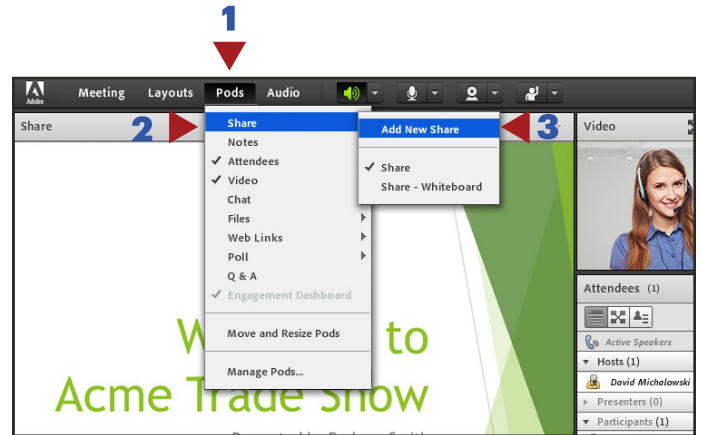 1
Adobe
Meeting Layouts Pods Audio
Share
2
Share
Notes
✓ Attendees
✓ Video
Chat
Files
Web Links
Poll
Q & A
✓ Engagement Dashboard
Move and Resize Pods
Manage Pods...
Add New Share
3
✓ Share
Share - Whiteboard
Video
Attendees (1)
Active Speakers
Hosts (1)
David Michalowski
Presenters (0)
Participants (1)
W to
Acme Trade Show